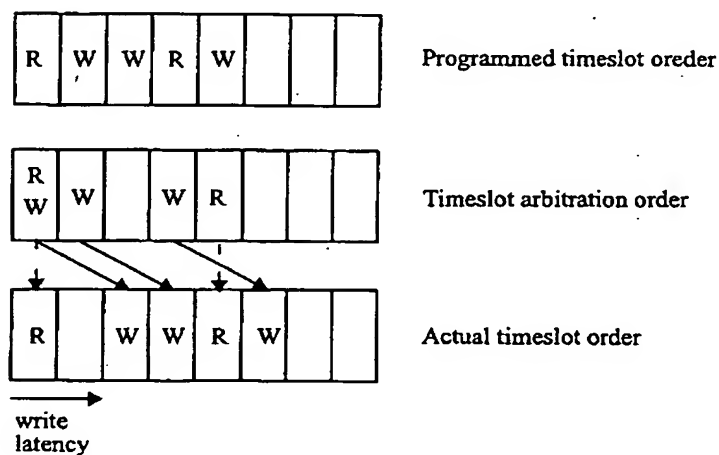 R W W R W
Programmed timeslot oreder
R
W W W R
Timeslot arbitration order
R W W R W
Actual timeslot order
write
latency